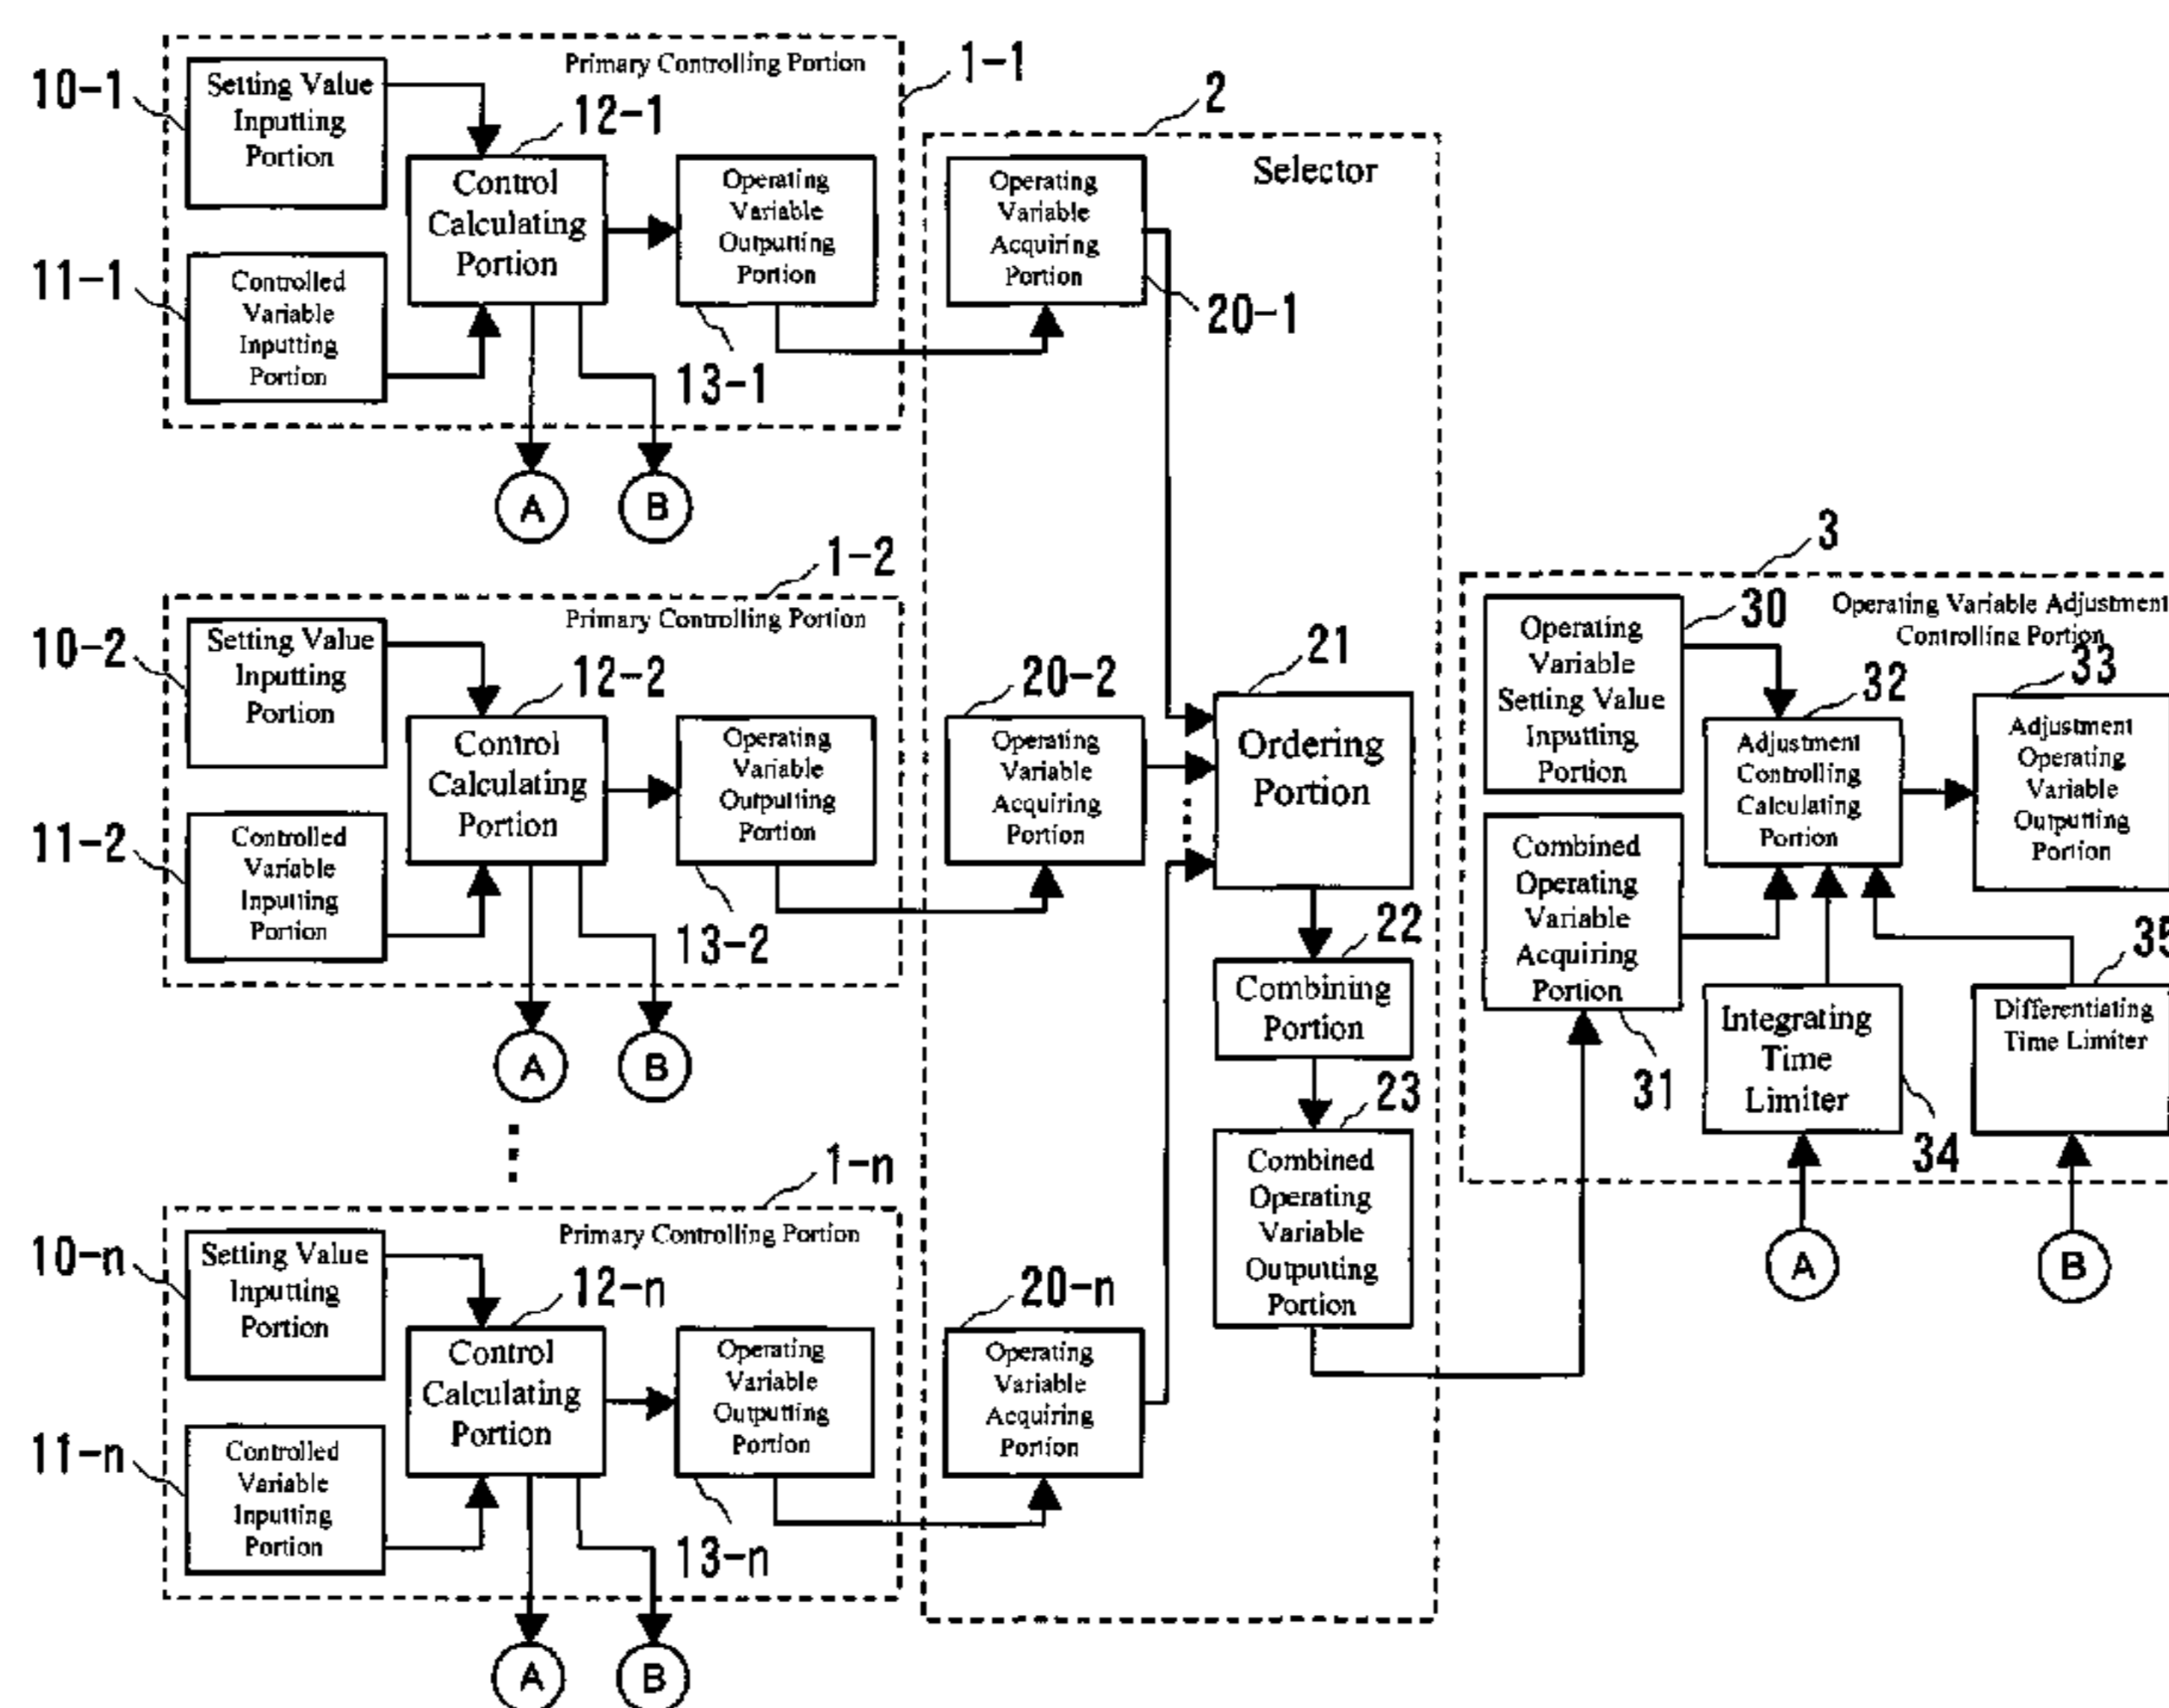 Primary Controlling Portion
1-1
10-1
Setting Value
Inputting
Portion
12-1
Control
Calculating
Portion
Operating
Variable
Outputting
Portion
11-1
Controlled
Variable
Inputting
Portion
13-1
A
B
2
Selector
Operating
Variable
Acquiring
Portion
20-1
1-2
Primary Controlling Portion
10-2
Setting Value
Inputting
Portion
12-2
Control
Calculating
Portion
Operating
Variable
Outputting
Portion
11-2
Controlled
Variable
Inputting
Portion
13-2
A
B
20-2
Operating
Variable
Acquiring
Portion
21
Ordering
Portion
22
Combining
Portion
23
Combined
Operating
Variable
Outputting
Portion
1-n
Primary Controlling Portion
10-n
Setting Value
Inputting
Portion
12-n
Control
Calculating
Portion
Operating
Variable
Outputting
Portion
11-n
Controlled
Variable
Inputting
Portion
13-n
A
B
20-n
Operating
Variable
Acquiring
Portion
3
Operating Variable Adjustment
Controlling Portion
30
Operating
Variable
Setting Value
Inputting
Portion
32
Adjustment
Controlling
Calculating
Portion
33
Adjustment
Operating
Variable
Outputting
Portion
Combined
Operating
Variable
Acquiring
Portion
31
Integrating
Time
Limiter
34
35
Differentiating
Time Limiter
A
B